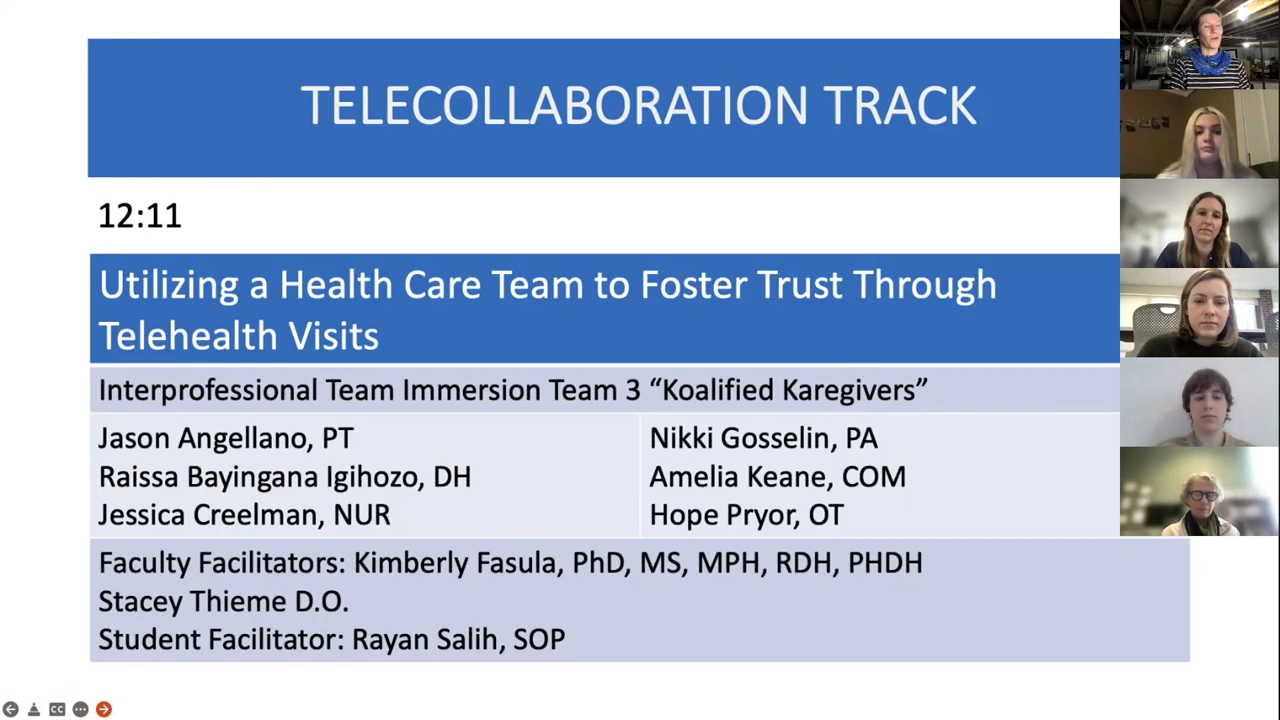 TELECOLLABORATION TRACK
12:11
Utilizing a Health Care Team to Foster Trust Through
Telehealth Visits
Interprofessional Team Immersion Team 3 “Koalified Karegivers”
Jason Angellano, PT
Raissa Bayingana Igihozo, DH
Jessica Creelman, NUR
Nikki Gosselin, PA
Amelia Keane, COM
Hope Pryor, OT
Faculty Facilitators: Kimberly Fasula, PhD, MS, MPH, RDH, PHDH
Stacey Thieme D.O.
Student Facilitator: Rayan Salih, SOP
CC